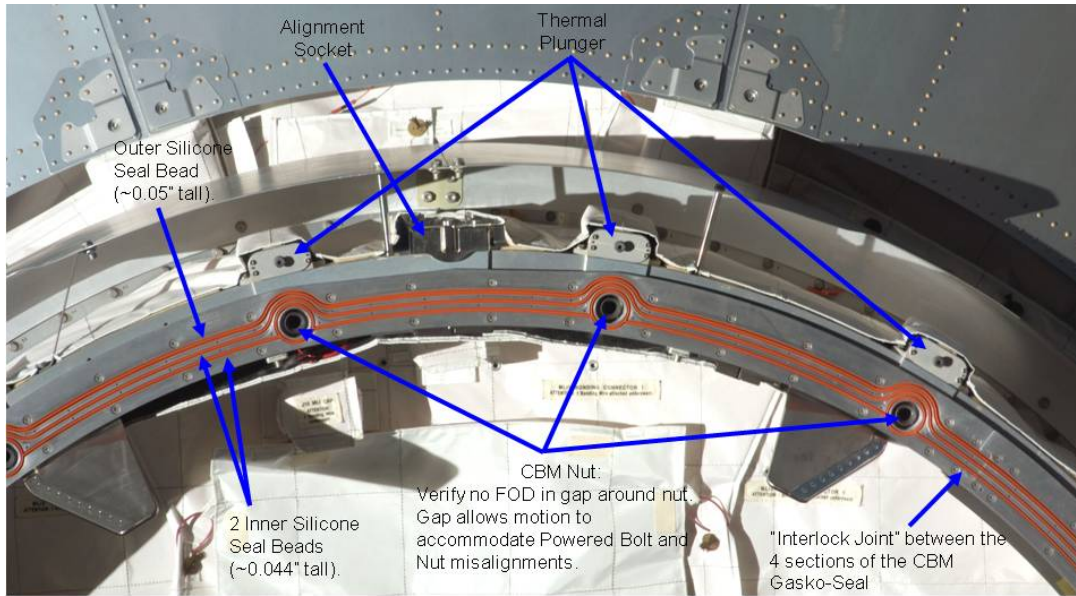 Alignment
Socket
Thermal
Plunger
Outer Silicone
Seal Bead
(~0.05" tall).
2 Inner Silicone
Seal Beads
(~0.044" tall).
CBM Nut:
Verify no FOD in gap around nut.
Gap allows motion to
accommodate Powered Bolt and
Nut misalignments.
"Interlock Joint" between the
4 sections of the CBM
Gasko-Seal